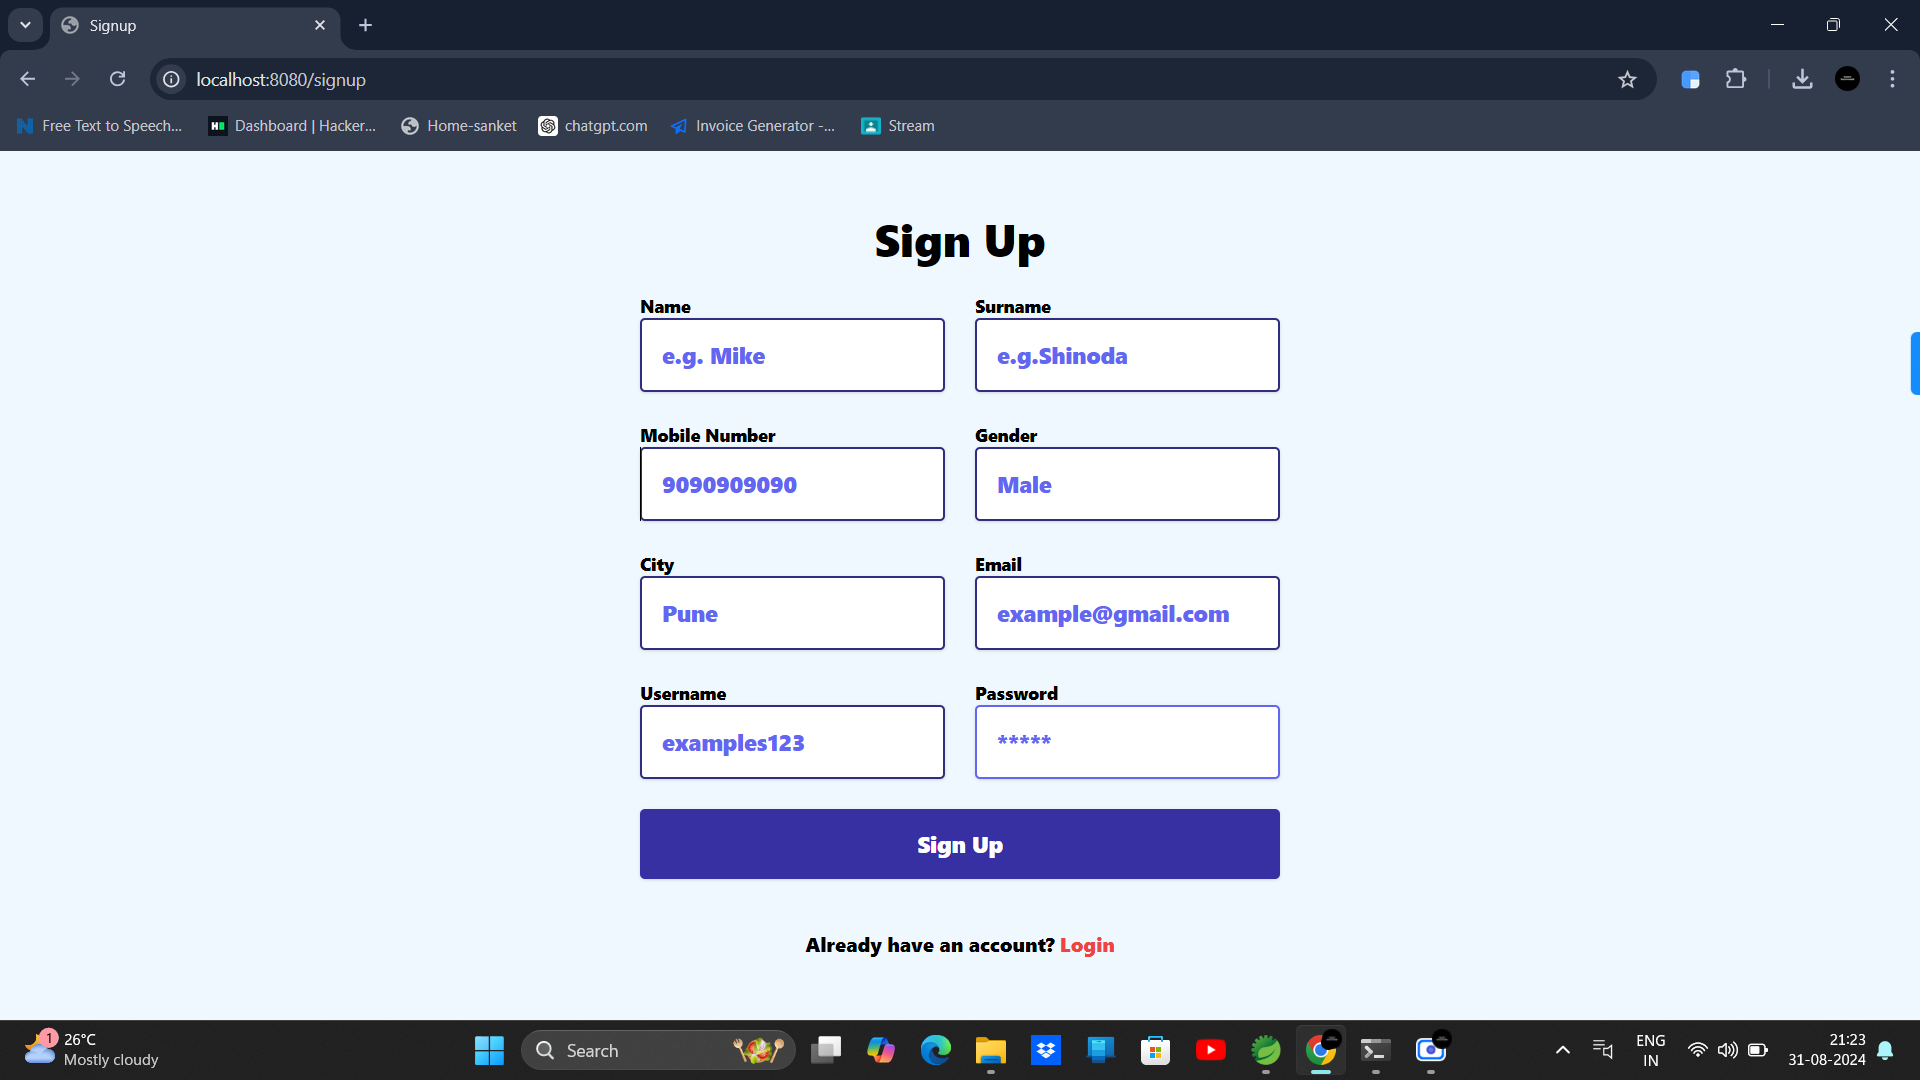 Signup
localhost:8080/signup
Free Text to Speech...
Dashboard | Hacker...
Home-sanket
chatgpt.com
Invoice Generator -...
Stream
Sign Up
Name Surname
e.g. Mike e.g.Shinoda
Mobile Number Gender
9090909090 Male
City Email
Pune example@gmail.com
Username Password
examples123 *****
Sign Up
Already have an account? Login
1
26°C
Mostly cloudy
Search
ENG
IN
21:23
31-08-2024